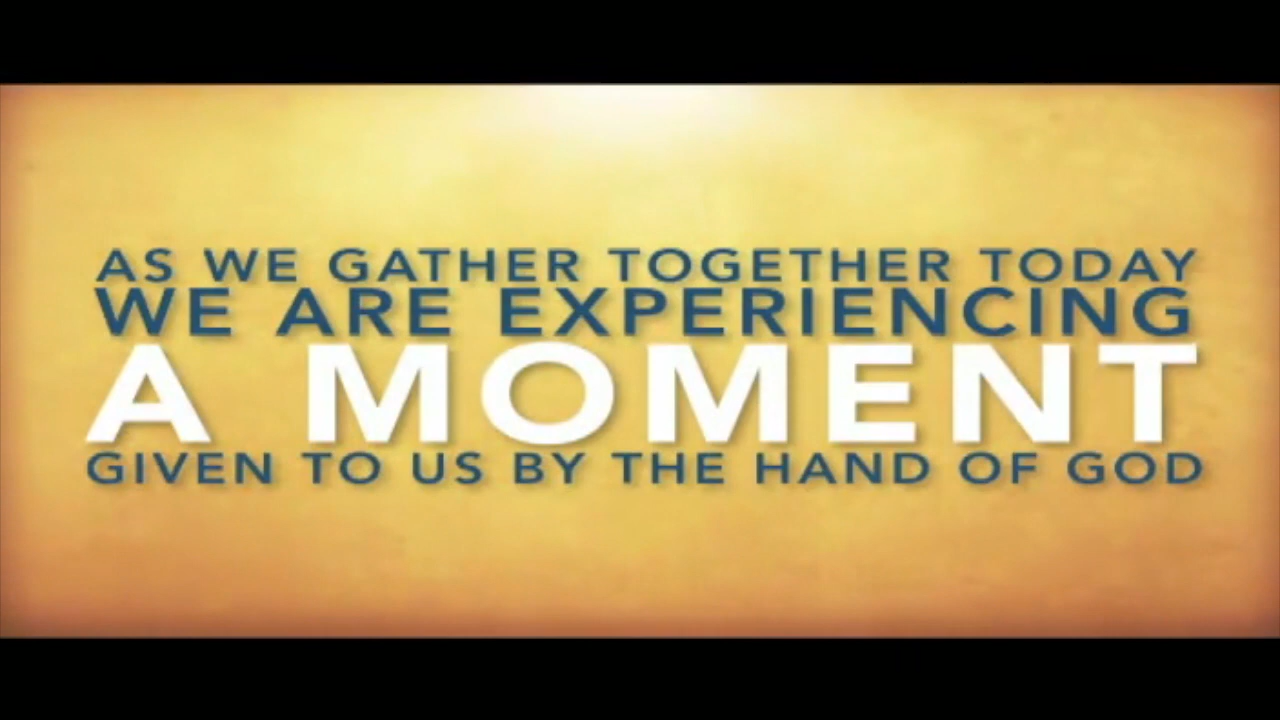 AS WE GATHER TOGETHER TODAY
WE ARE EXPERIENCING
A MOMENT
GIVEN TO US BY THE HAND OF GOD